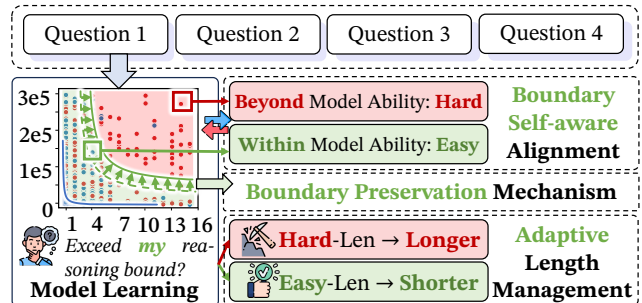 Question 1
Question 2
Question 3
Question 4
3e5
2e5
1e5
0
1 4 7 10 13 16
Exceed my rea-
soning bound?
Model Learning
Beyond Model Ability: Hard
Within Model Ability: Easy
Boundary
Self-aware
Alignment
Boundary Preservation Mechanism
Hard-Len → Longer
Easy-Len → Shorter
Adaptive
Length
Management